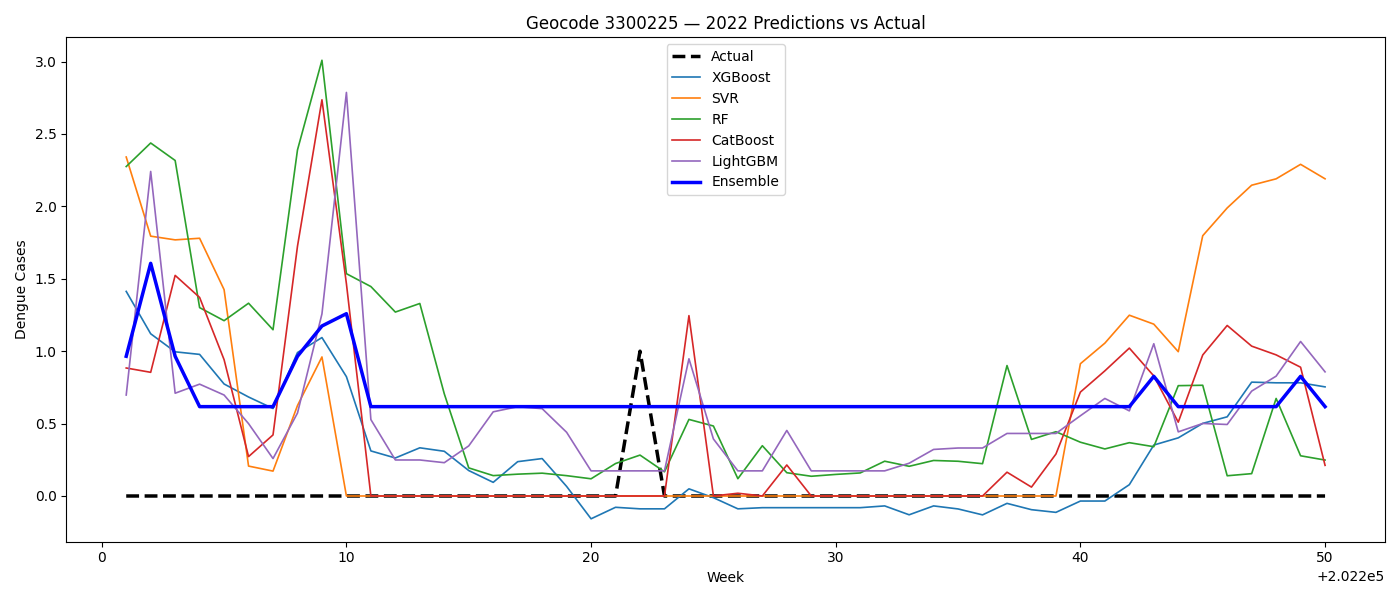 Geocode 3300225 — 2022 Predictions vs Actual
Actual
XGBoost
SVR
RF
CatBoost
LightGBM
Ensemble
Dengue Cases
3.0
2.5
2.0
1.5
1.0
0.5
0.0
0 10 20 30 40 50
Week
+2.022e5